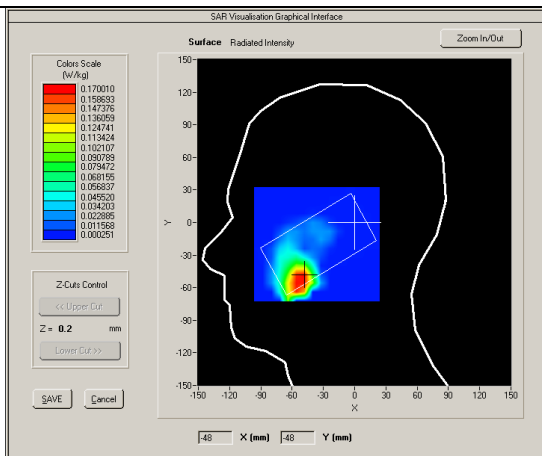 SAR Visualisation Graphical Interface
Surface Radiated Intensity
Zoom In/Out
Colors Scale
(W/kg)
0.170010
0.158693
0.147376
0.136059
0.124741
0.113424
0.102107
0.090789
0.079472
0.068155
0.056837
0.045520
0.034203
0.022885
0.011568
0.000251
Z-Cuts Control
<< Upper Cut
Z = 0.2 mm
Lower Cut >>
SAVE Cancel
150
120
90
60
30
0
-30
-60
-90
-120
-150
Y
-150 -120 -90 -60 -30 0 30 60 90 120 150
X
-48 X (mm) -48 Y (mm)